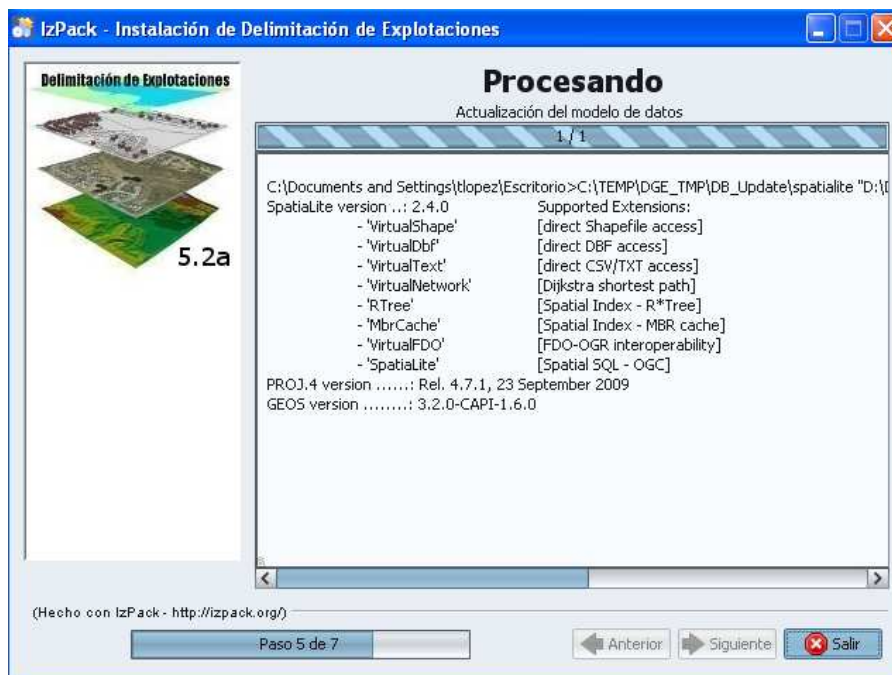 IzPack - Instalación de Delimitación de Explotaciones
Delimitación de Explotaciones
5.2a
Procesando
Actualización del modelo de datos
1 / 1
C:\Documents and Settings\tlopez\Escritorio>C:\TEMP\DGE_TMP\DB_Update\spatialite "D:\
SpatiaLite version ..: 2.4.0 Supported Extensions:
- 'VirtualShape' [direct Shapefile access]
- 'VirtualDbf' [direct DBF access]
- 'VirtualText' [direct CSV/TXT access]
- 'VirtualNetwork' [Dijkstra shortest path]
- 'RTree' [Spatial Index - R*Tree]
- 'MbrCache' [Spatial Index - MBR cache]
- 'VirtualFDO' [FDO-OGR interoperability]
- 'SpatiaLite' [Spatial SQL - OGC]
PROJ.4 version ......: Rel. 4.7.1, 23 September 2009
GEOS version ........: 3.2.0-CAPI-1.6.0
(Hecho con IzPack - http://izpack.org/)
Paso 5 de 7
Anterior
Siguiente
Salir